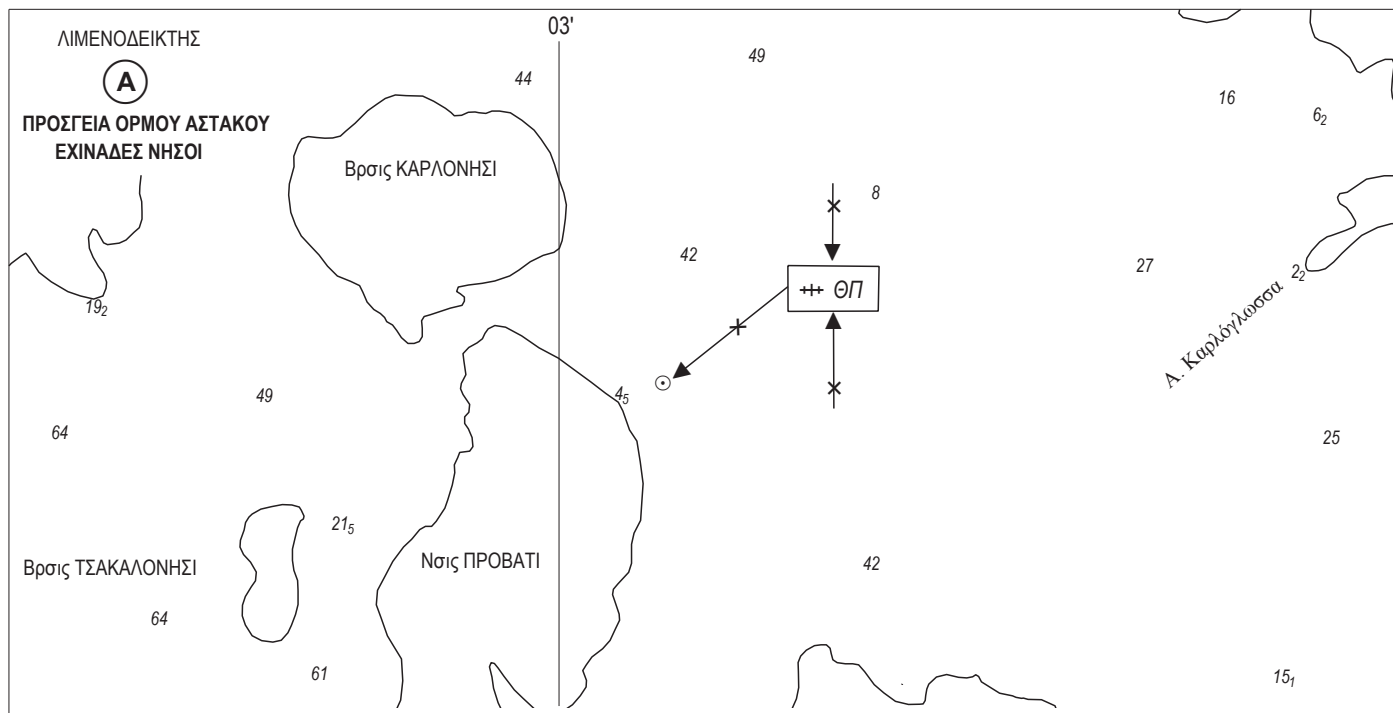 ΛΙΜΕΝΟΔΕΙΚΤΗΣ
A
ΠΡΟΣΓΕΙΑ ΟΡΜΟΥ ΑΣΤΑΚΟΥ
ΕΧΙΝΑΔΕΣ ΝΗΣΟΙ
03'
44
49
16
6₂
Βρσις ΚΑΡΛΟΝΗΣΙ
8
42
27
2₂
ΘΠ
19₂
Α. Καρλόγλωσσα
49
4₅
64
25
21₅
Βρσις ΤΣΑΚΑΛΟΝΗΣΙ
Νσις ΠΡΟΒΑΤΙ
42
64
61
15₁